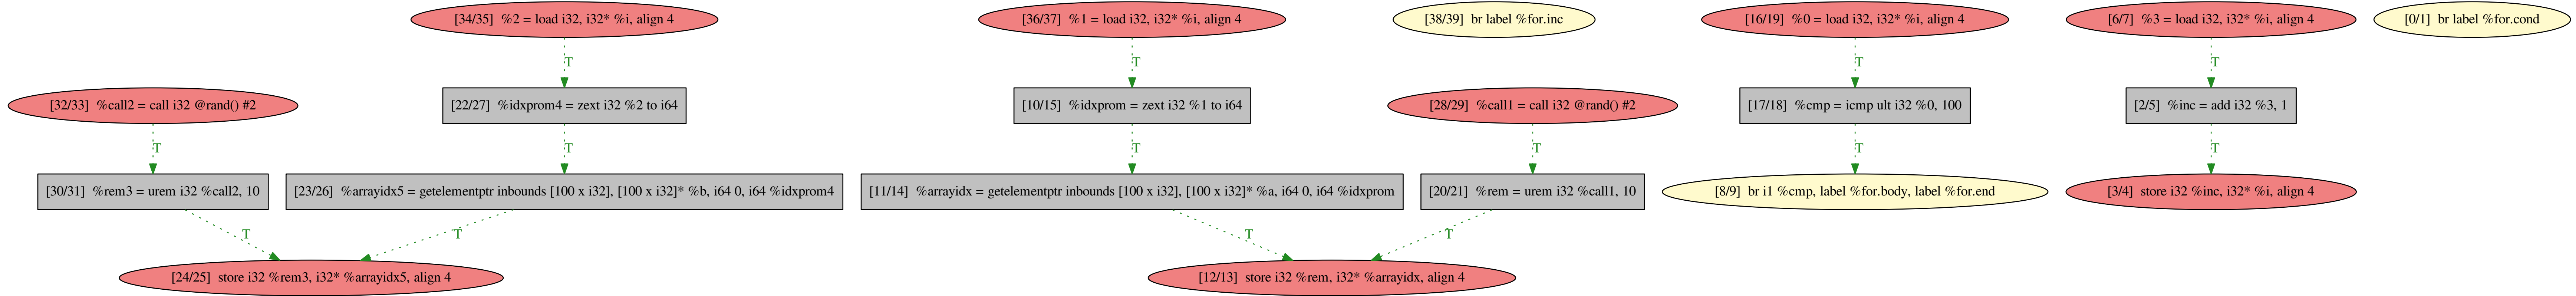 [34/35] %2 = load i32, i32* %i, align 4
[36/37] %1 = load i32, i32* %i, align 4
[38/39] br label %for.inc
[16/19] %0 = load i32, i32* %i, align 4
[6/7] %3 = load i32, i32* %i, align 4
[0/1] br label %for.cond
T
T
T
T
[32/33] %call2 = call i32 @rand() #2
[22/27] %idxprom4 = zext i32 %2 to i64
[10/15] %idxprom = zext i32 %1 to i64
[28/29] %call1 = call i32 @rand() #2
[17/18] %cmp = icmp ult i32 %0, 100
[2/5] %inc = add i32 %3, 1
T
T
T
T
T
T
[30/31] %rem3 = urem i32 %call2, 10
[23/26] %arrayidx5 = getelementptr inbounds [100 x i32], [100 x i32]* %b, i64 0, i64 %idxprom4
[11/14] %arrayidx = getelementptr inbounds [100 x i32], [100 x i32]* %a, i64 0, i64 %idxprom
[20/21] %rem = urem i32 %call1, 10
[8/9] br i1 %cmp, label %for.body, label %for.end
[3/4] store i32 %inc, i32* %i, align 4
T
T
T
T
[24/25] store i32 %rem3, i32* %arrayidx5, align 4
[12/13] store i32 %rem, i32* %arrayidx, align 4